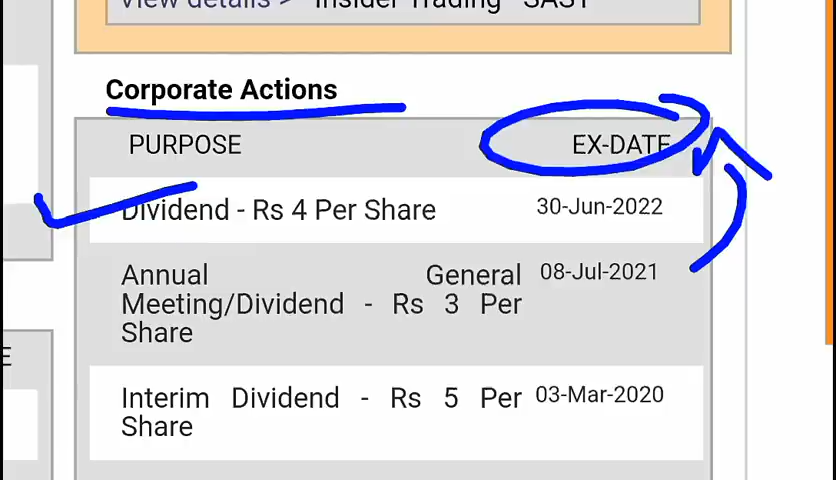 View details > Insider Trading SAST
Corporate Actions
PURPOSE EX-DATE
Dividend - Rs 4 Per Share 30-Jun-2022
Annual General 08-Jul-2021
Meeting/Dividend - Rs 3 Per
Share
E
Interim Dividend - Rs 5 Per 03-Mar-2020
Share